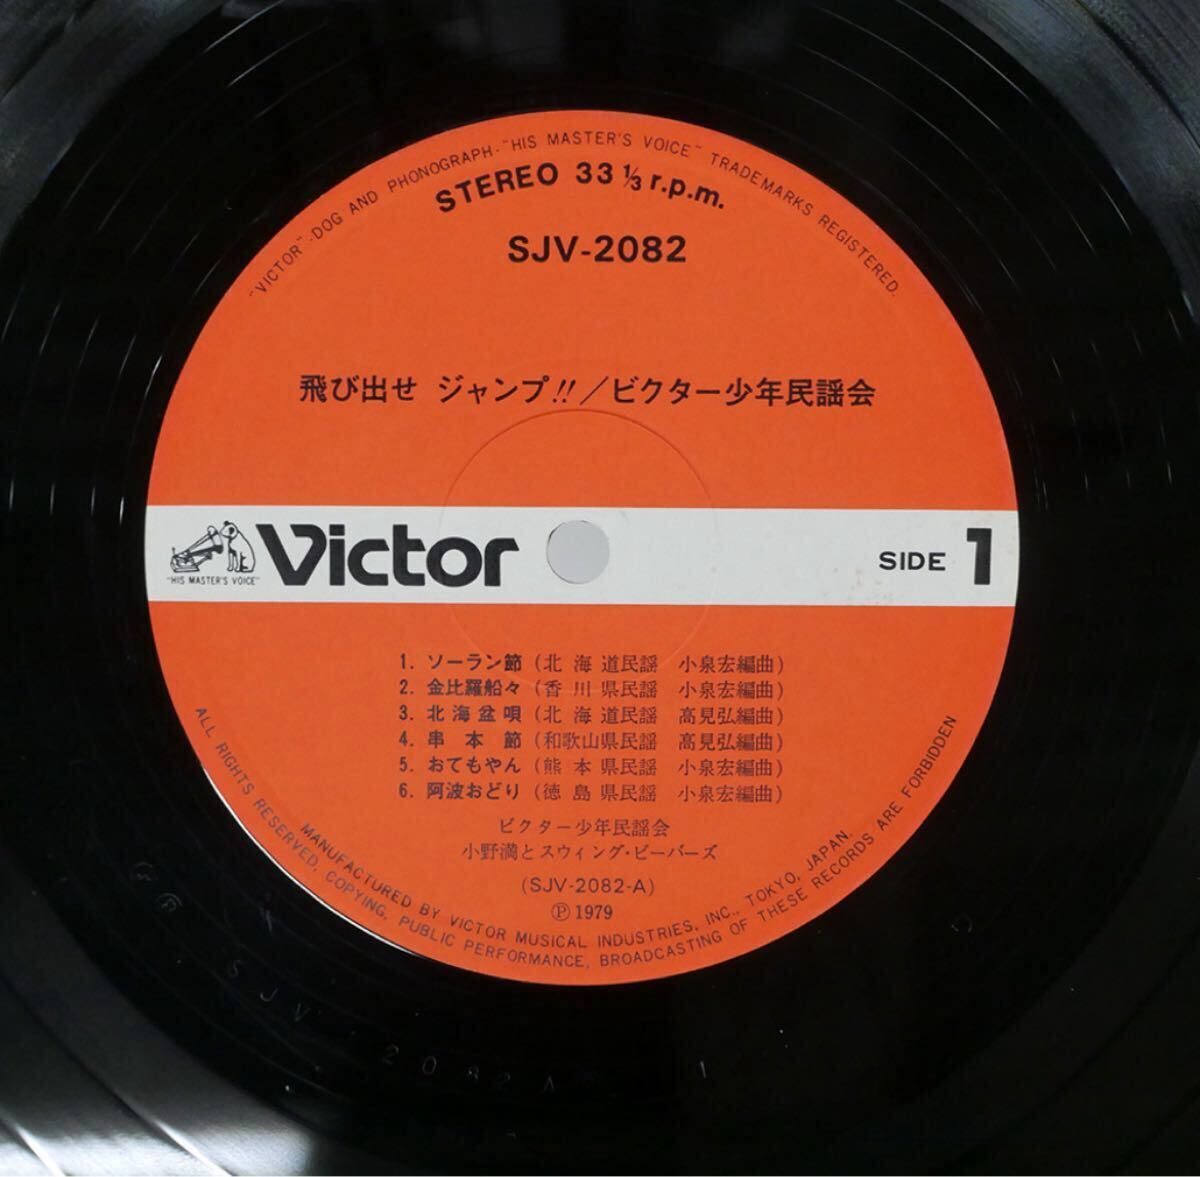 "VICTOR"-DOG AND PHONOGRAPH-"HIS MASTER'S VOICE" TRADEMARKS REGISTERED.
STEREO 33 1/3 r.p.m.
SJV-2082
飛び出せ ジャンプ!!/ビクター少年民謡会
"HIS MASTER'S VOICE"
Victor
SIDE 1
1. ソーラン節 (北 海 道民謡 小泉宏編曲)
2. 金比羅船々 (香 川 県民謡 小泉宏編曲)
3. 北海盆唄 (北 海 道民謡 高見弘編曲)
4. 串 本 節 (和歌山県民謡 高見弘編曲)
5. おてもやん (熊 本 県民謡 小泉宏編曲)
6. 阿波おどり (徳 島 県民謡 小泉宏編曲)
ビクター少年民謡会
小野満とスウィング・ビーバーズ
(SJV-2082-A)
Ⓟ 1979
MANUFACTURED BY VICTOR MUSICAL INDUSTRIES, INC., TOKYO, JAPAN.
ALL RIGHTS RESERVED, COPYING, PUBLIC PERFORMANCE, BROADCASTING OF THESE RECORDS ARE FORBIDDEN
SJV 2082A 1